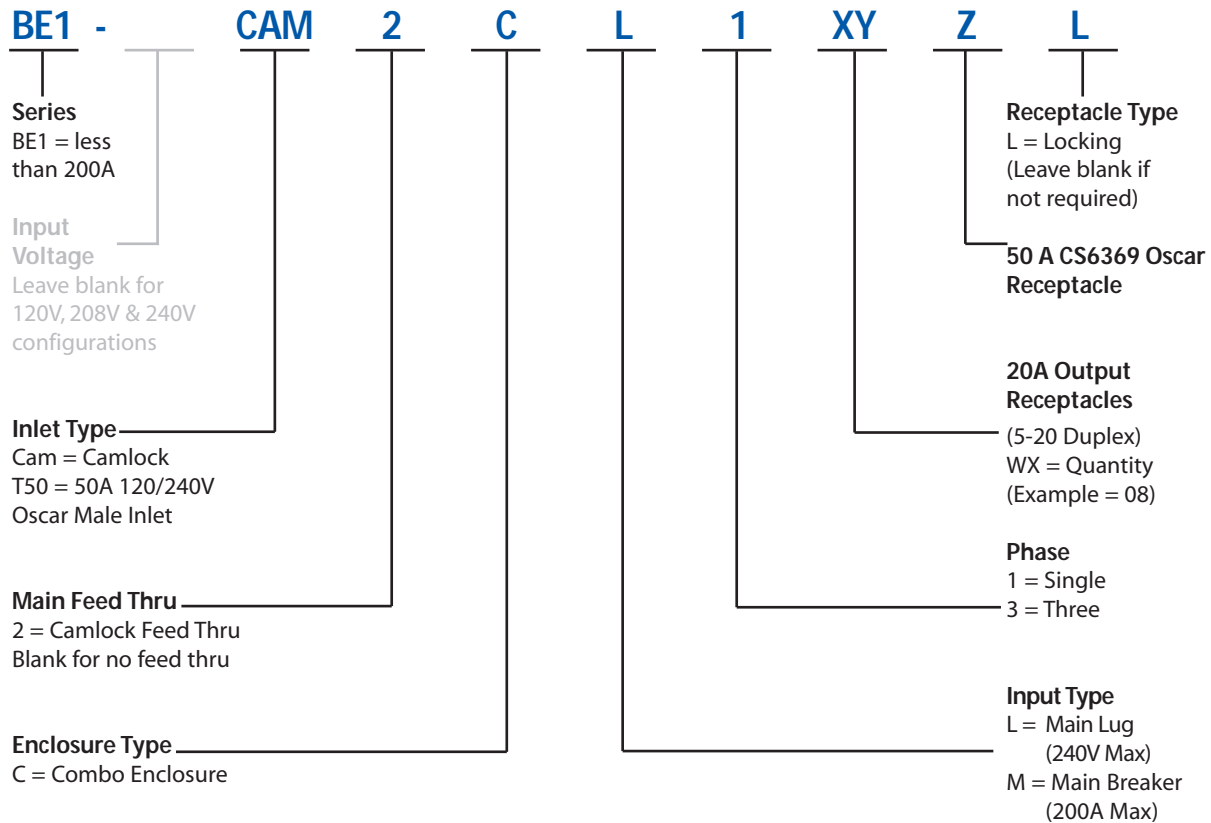 BE1 - CAM 2 C L 1 XY Z L
Series
BE1 = less
than 200A
Input
Voltage
Leave blank for
120V, 208V & 240V
configurations
Inlet Type
Cam = Camlock
T50 = 50A 120/240V
Oscar Male Inlet
Main Feed Thru
2 = Camlock Feed Thru
Blank for no feed thru
Enclosure Type
C = Combo Enclosure
Receptacle Type
L = Locking
(Leave blank if
not required)
50 A CS6369 Oscar
Receptacle
20A Output
Receptacles
(5-20 Duplex)
WX = Quantity
(Example = 08)
Phase
1 = Single
3 = Three
Input Type
L = Main Lug
(240V Max)
M = Main Breaker
(200A Max)